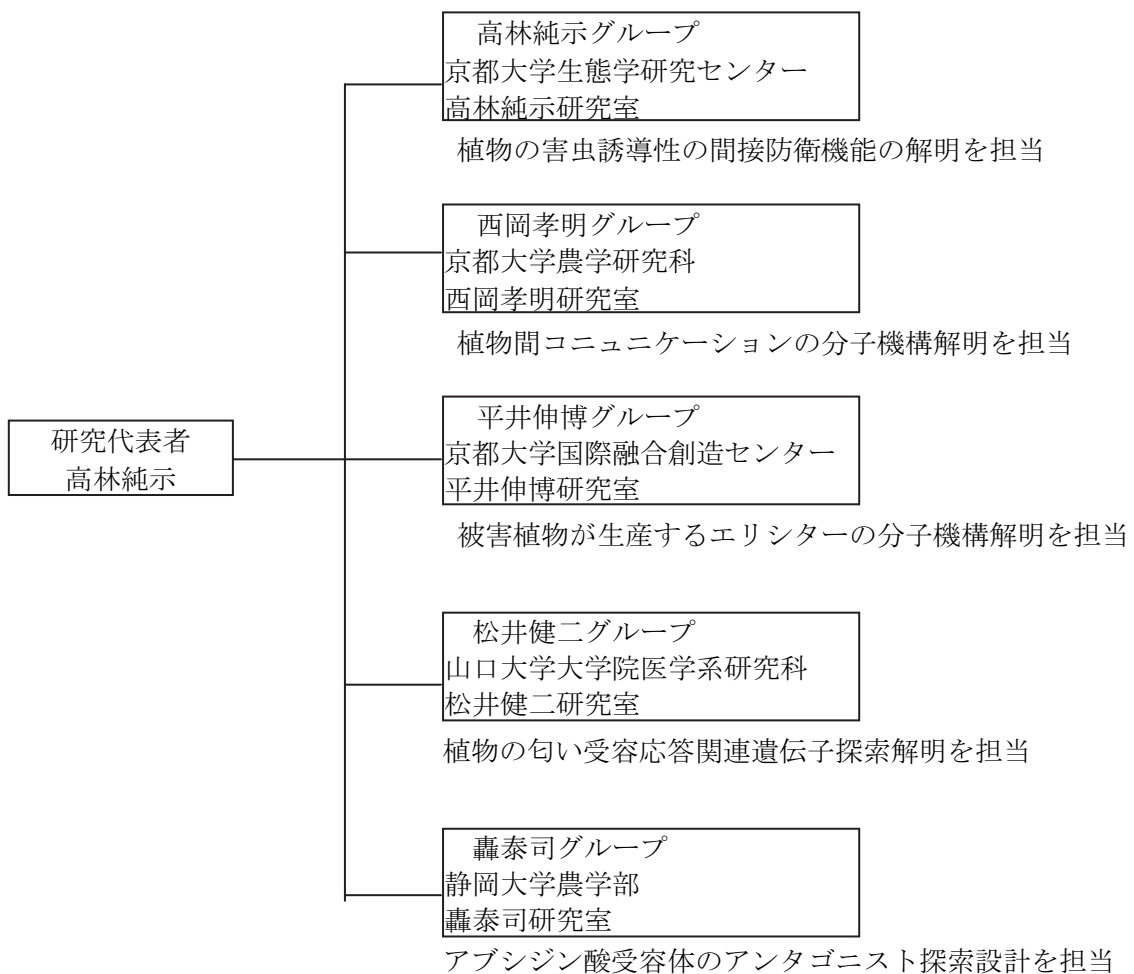 高林純示グループ
京都大学生態学研究センター
高林純示研究室
植物の害虫誘導性の間接防衛機能の解明を担当
西岡孝明グループ
京都大学農学研究科
西岡孝明研究室
植物間コニュニケーションの分子機構解明を担当
研究代表者
高林純示
平井伸博グループ
京都大学国際融合創造センター
平井伸博研究室
被害植物が生産するエリシターの分子機構解明を担当
松井健二グループ
山口大学大学院医学系研究科
松井健二研究室
植物の匂い受容応答関連遺伝子探索解明を担当
轟泰司グループ
静岡大学農学部
轟泰司研究室
アブシジン酸受容体のアンタゴニスト探索設計を担当